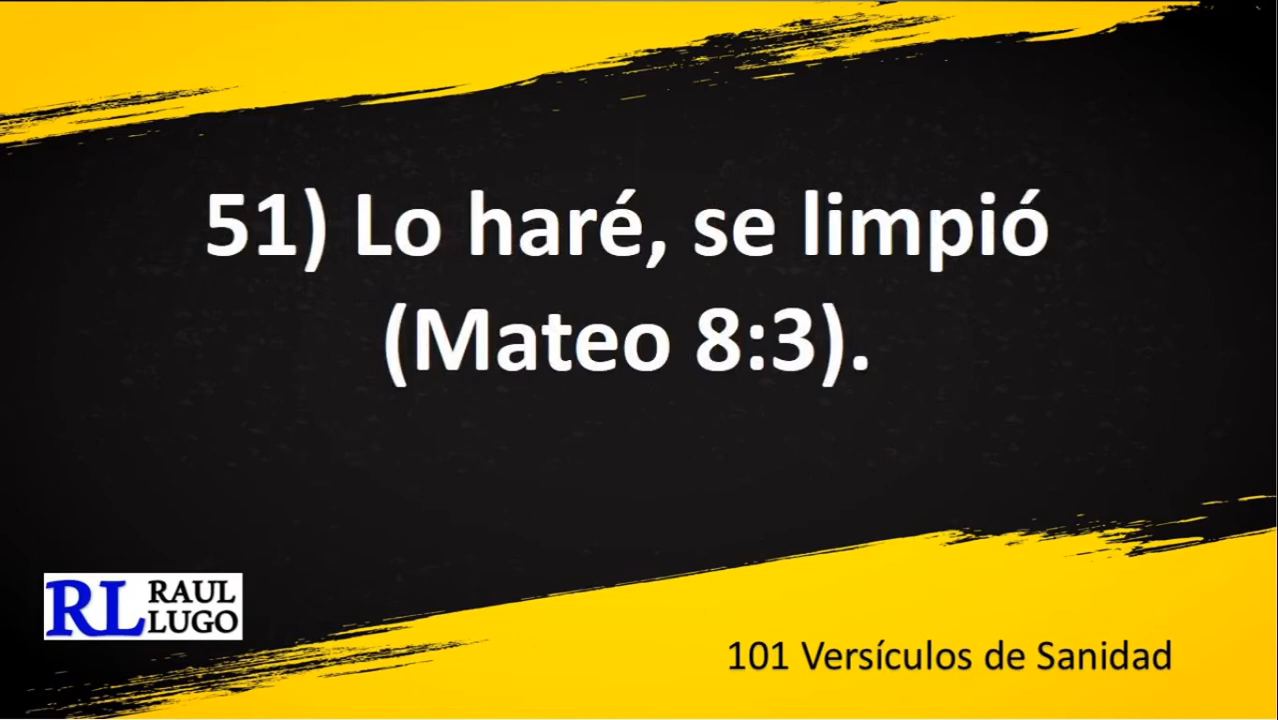 51) Lo haré, se limpió
(Mateo 8:3).
RL RAUL
LUGO
101 Versículos de Sanidad